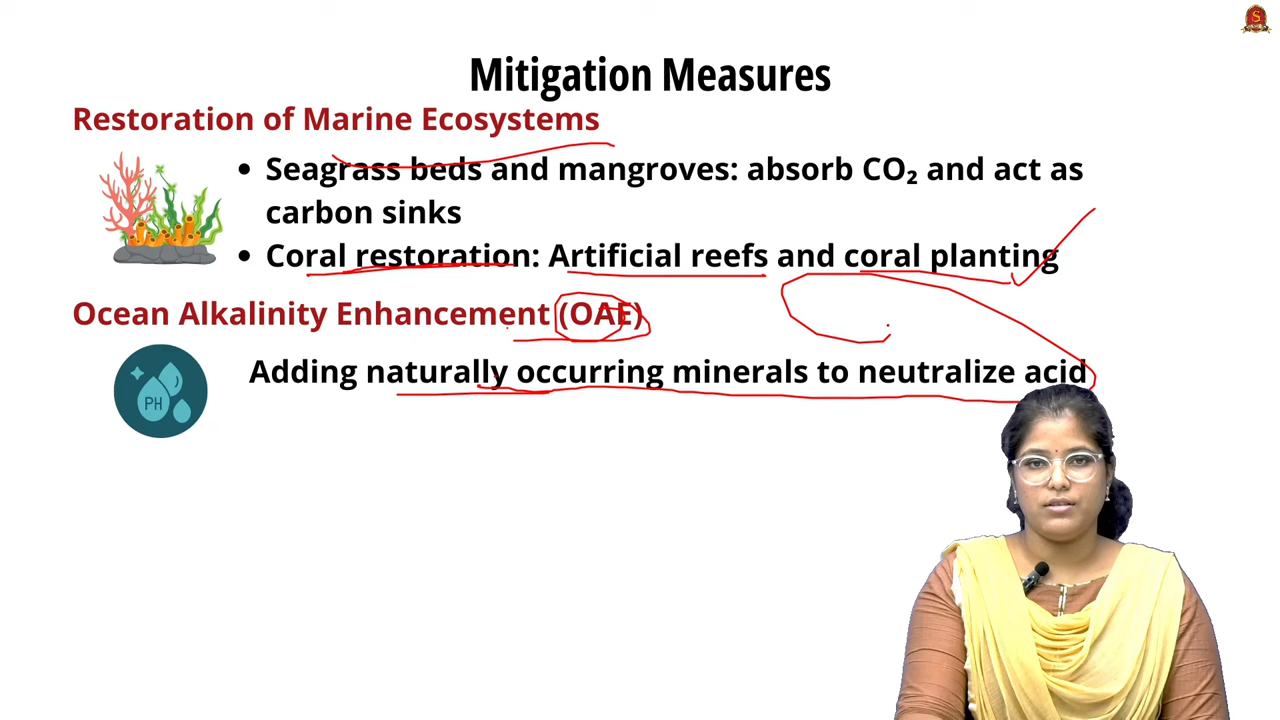 Mitigation Measures
Restoration of Marine Ecosystems
• Seagrass beds and mangroves: absorb CO₂ and act as
carbon sinks
• Coral restoration: Artificial reefs and coral planting
Ocean Alkalinity Enhancement (OAE)
Adding naturally occurring minerals to neutralize acid
PH
S